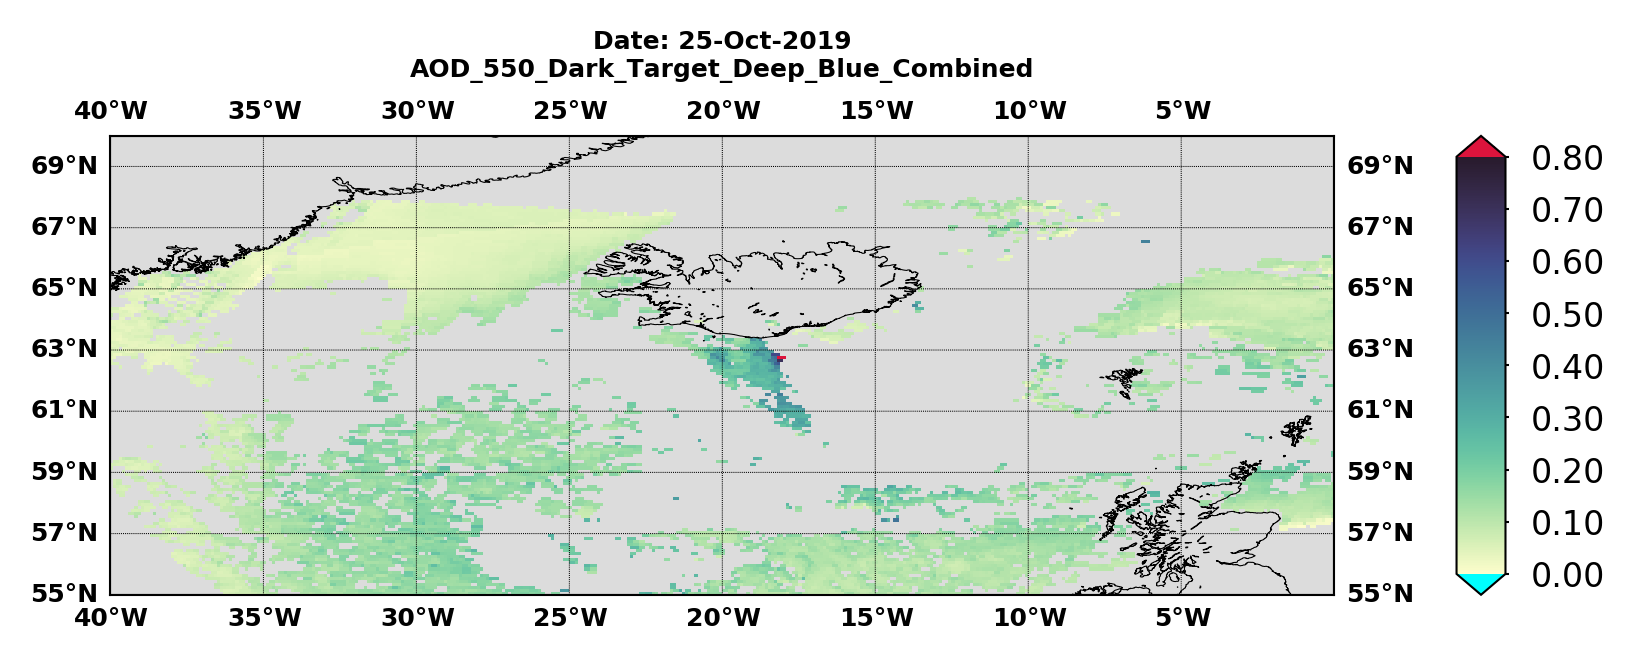 Date: 25-Oct-2019
AOD_550_Dark_Target_Deep_Blue_Combined
40°W 35°W 30°W 25°W 20°W 15°W 10°W 5°W
69°N 69°N 0.80
67°N 67°N 0.70
65°N 65°N 0.60
63°N 63°N 0.50
61°N 61°N 0.40
59°N 59°N 0.30
57°N 57°N 0.20
55°N 55°N 0.10
0.00
40°W 35°W 30°W 25°W 20°W 15°W 10°W 5°W